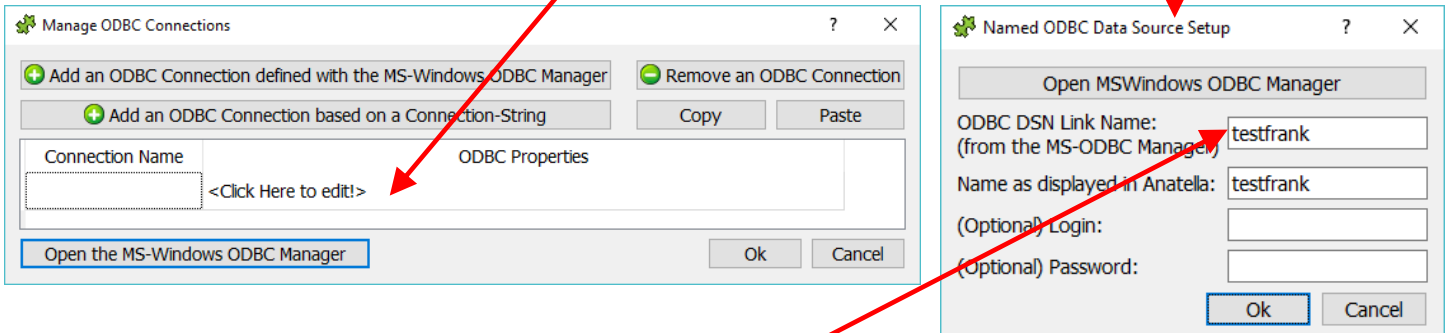 Manage ODBC Connections ? ×
Add an ODBC Connection defined with the MS-Windows ODBC Manager
Remove an ODBC Connection
Add an ODBC Connection based on a Connection-String
Copy
Paste
Connection Name
ODBC Properties
<Click Here to edit!>
Open the MS-Windows ODBC Manager
Ok
Cancel
Named ODBC Data Source Setup ? ×
Open MSWindows ODBC Manager
ODBC DSN Link Name:
(from the MS-ODBC Manager)
testfrank
Name as displayed in Anatella:
testfrank
(Optional) Login:
(Optional) Password:
Ok
Cancel